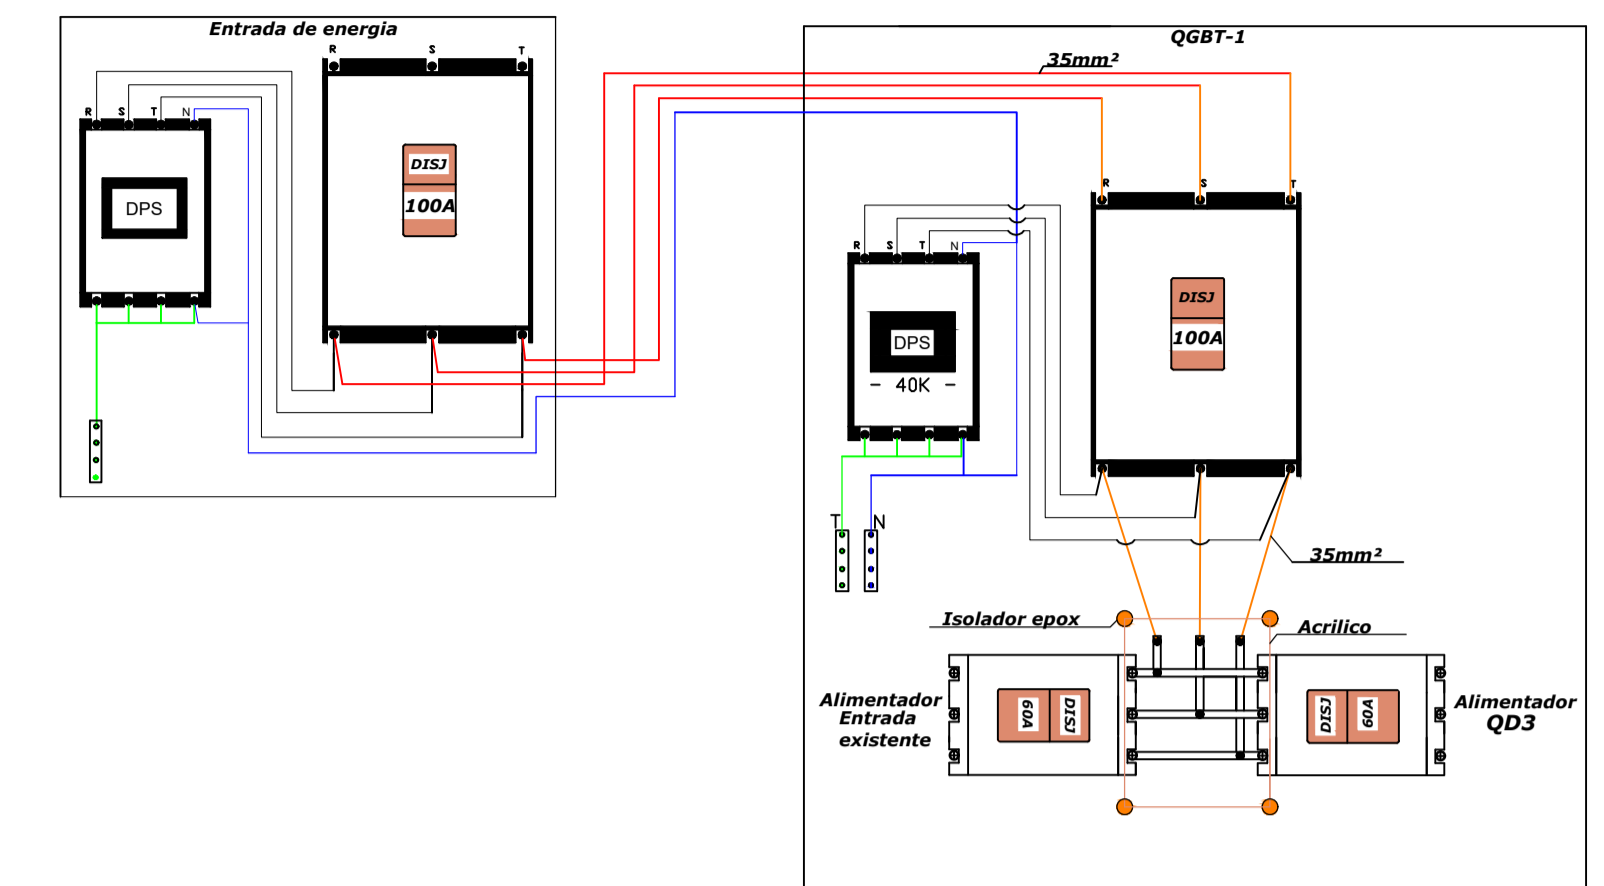 Entrada de energia
R S T
R S T N
DISJ
100A
DPS
QGBT-1
35mm²
R S T
R S T N
DISJ
100A
DPS
- 40K -
T N
35mm²
Isolador epox
Acrilico
Alimentador
Entrada
existente
60A DISJ
DISJ 60A
Alimentador
QD3